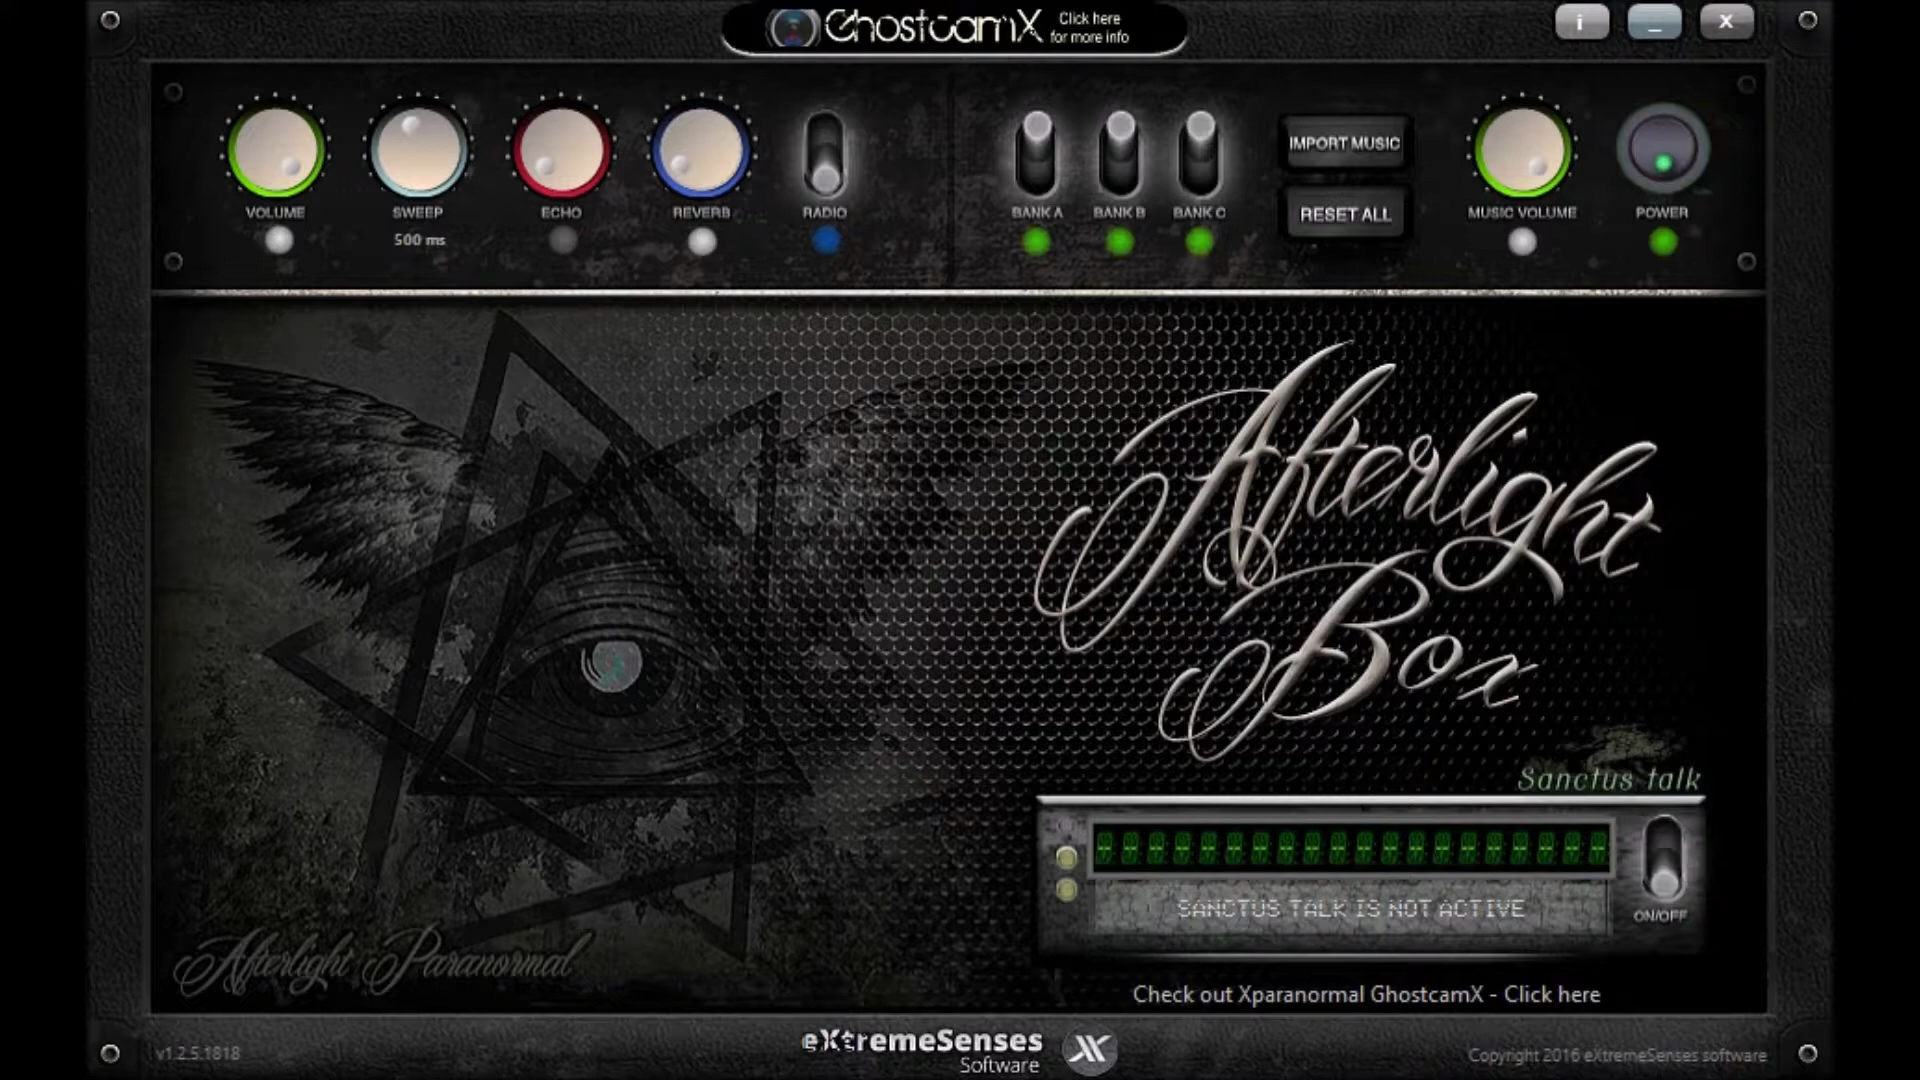 GhostcamX
Click here
for more info
i
_
X
VOLUME
SWEEP
ECHO
REVERB
RADIO
BANK A
BANK B
BANK C
IMPORT MUSIC
RESET ALL
MUSIC VOLUME
POWER
500 ms
Afterlight
Box
Sanctus talk
SANCTUS TALK IS NOT ACTIVE
ON/OFF
Afterlight Paranormal
Check out Xparanormal GhostcamX - Click here
eXtremeSenses
Software
v1.2.5.1818
Copyright 2016 eXtremeSenses software